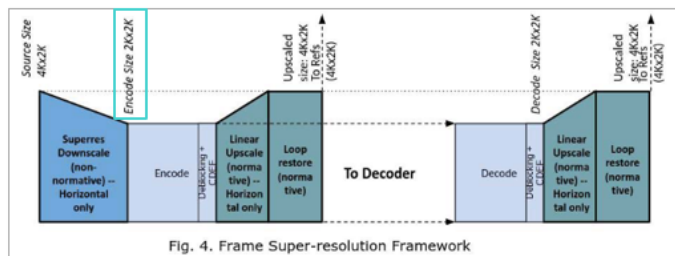 Source Size
4Kx2K
Encode Size 2Kx2K
Upscaled
size: 4Kx2K
To Refs
(4Kx2K)
Superres
Downscale
(non-
normative) --
Horizontal
only
Encode
Deblocking +
CDEF
Linear
Upscale
(norma
tive) --
Horizon
tal only
Loop
restore
(norma
tive)
To Decoder
Decode Size 2Kx2K
Upscaled
size: 4Kx2K
To Refs
(4Kx2K)
Decode
Deblocking +
CDEF
Linear
Upscale
(norma
tive) --
Horizon
tal only
Loop
restore
(norma
tive)
Fig. 4. Frame Super-resolution Framework